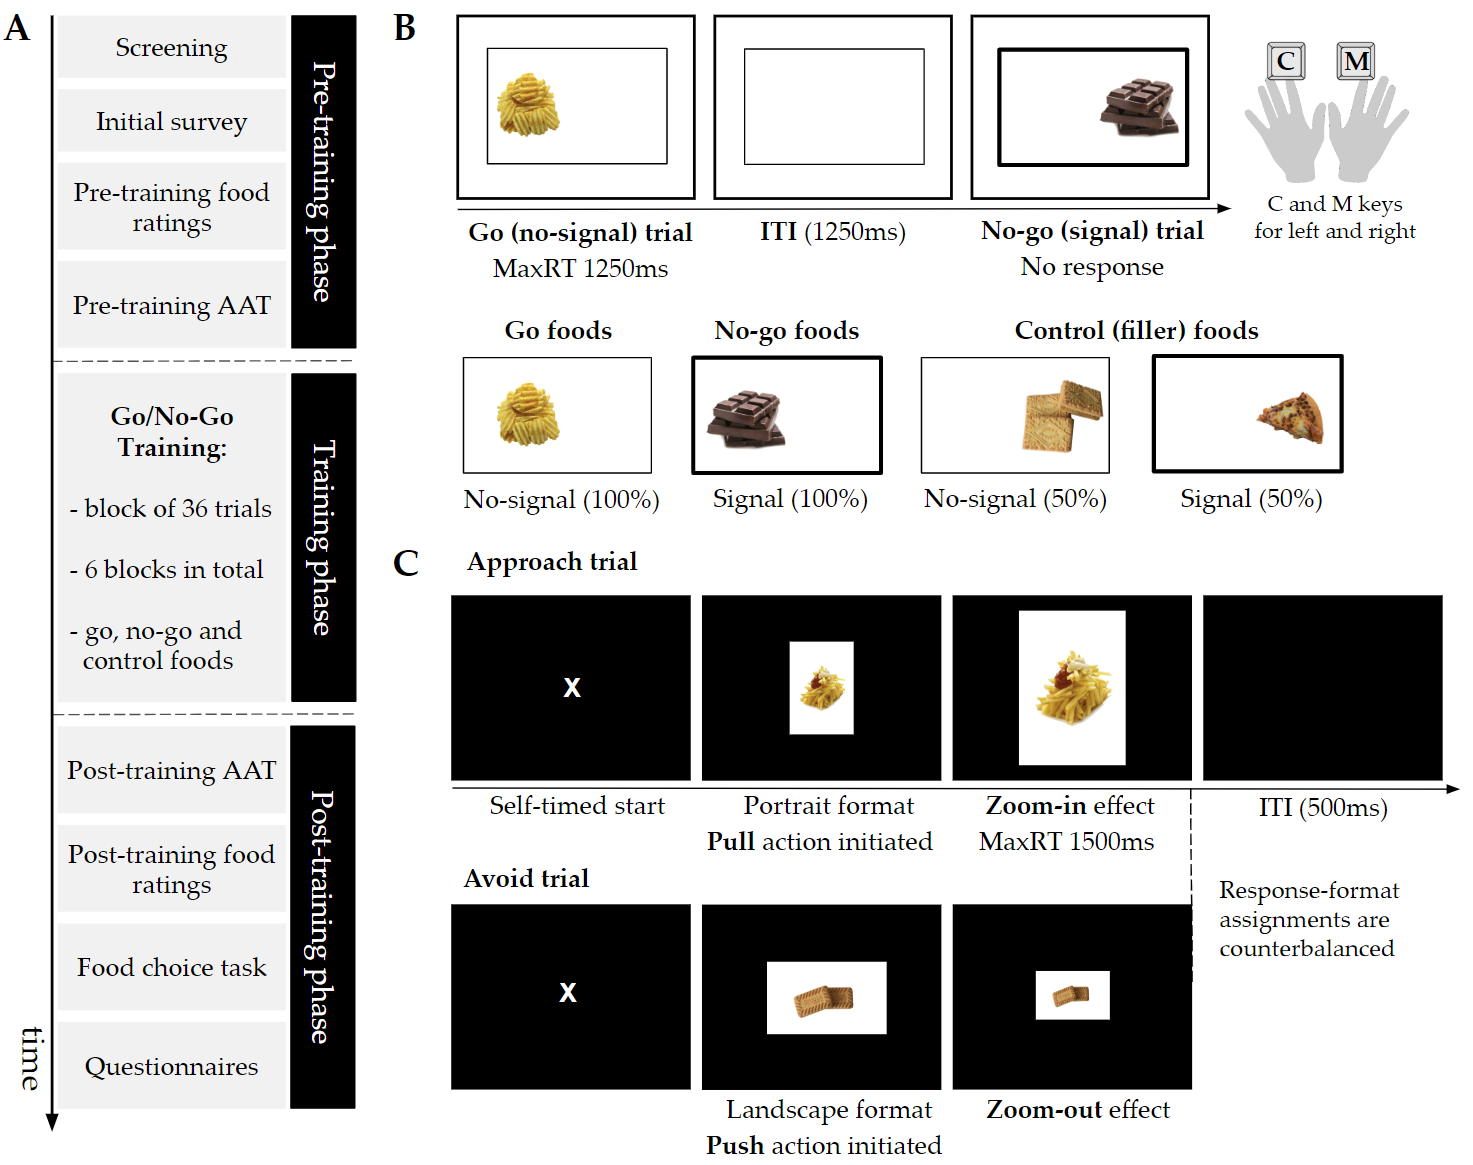 A
Screening
Initial survey
Pre-training food
ratings
Pre-training AAT
Pre-training phase
Go/No-Go
Training:
- block of 36 trials
- 6 blocks in total
- go, no-go and
control foods
Training phase
Post-training AAT
Post-training food
ratings
Food choice task
Questionnaires
Post-training phase
time
B
C
M
Go (no-signal) trial
MaxRT 1250ms
ITI (1250ms)
No-go (signal) trial
No response
C and M keys
for left and right
Go foods
No-go foods
Control (filler) foods
No-signal (100%)
Signal (100%)
No-signal (50%)
Signal (50%)
C
Approach trial
X
Self-timed start
Portrait format
Pull action initiated
Zoom-in effect
MaxRT 1500ms
ITI (500ms)
Avoid trial
X
Landscape format
Push action initiated
Zoom-out effect
Response-format
assignments are
counterbalanced